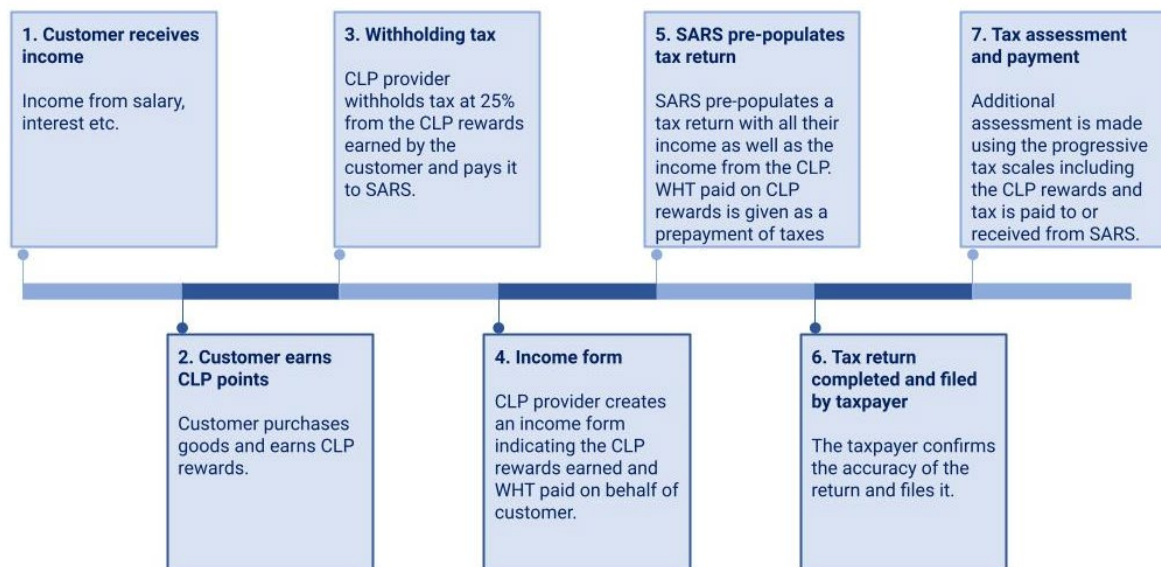 1. Customer receives
income
Income from salary,
interest etc.
2. Customer earns
CLP points
Customer purchases
goods and earns CLP
rewards.
3. Withholding tax
CLP provider
withholds tax at 25%
from the CLP rewards
earned by the
customer and pays it
to SARS.
4. Income form
CLP provider creates
an income form
indicating the CLP
rewards earned and
WHT paid on behalf of
customer.
5. SARS pre-populates
tax return
SARS pre-populates a
tax return with all their
income as well as the
income from the CLP.
WHT paid on CLP
rewards is given as a
prepayment of taxes
6. Tax return
completed and filed
by taxpayer
The taxpayer confirms
the accuracy of the
return and files it.
7. Tax assessment
and payment
Additional
assessment is made
using the progressive
tax scales including
the CLP rewards and
tax is paid to or
received from SARS.